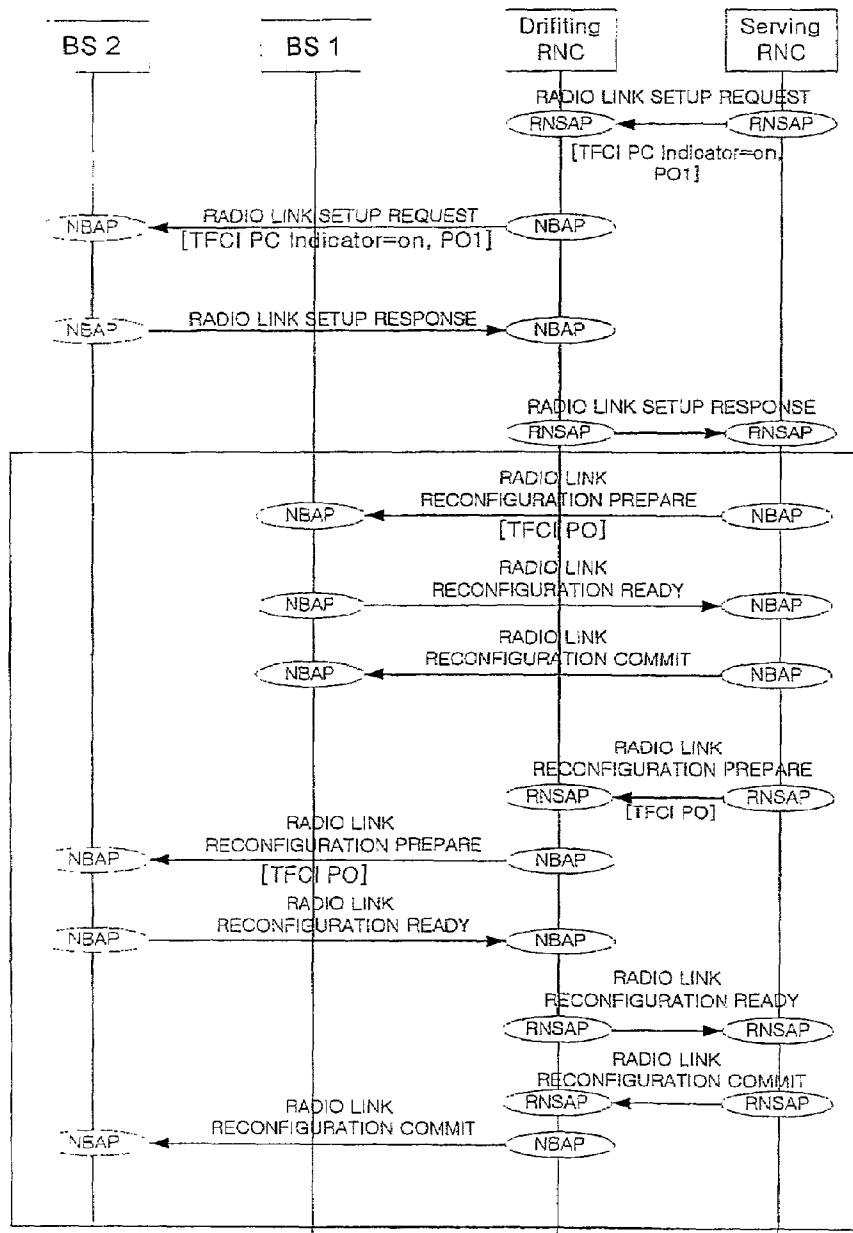 BS 2
BS 1
Drifiting
RNC
Serving
RNC
RADIO LINK SETUP REQUEST
RNSAP
RNSAP
[TFCI PC Indicator=on,
PO1]
RADIO LINK SETUP REQUEST
NBAP
NBAP
[TFCI PC Indicator=on, PO1]
RADIO LINK SETUP RESPONSE
NBAP
NBAP
RADIO LINK SETUP RESPONSE
RNSAP
RNSAP
RADIO LINK
RECONFIGURATION PREPARE
NBAP
NBAP
[TFCI PO]
RADIO LINK
RECONFIGURATION READY
NBAP
NBAP
RADIO LINK
RECONFIGURATION COMMIT
NBAP
NBAP
RADIO LINK
RECONFIGURATION PREPARE
RNSAP
RNSAP
[TFCI PO]
RADIO LINK
RECONFIGURATION PREPARE
NBAP
NBAP
[TFCI PO]
RADIO LINK
RECONFIGURATION READY
NBAP
NBAP
RADIO LINK
RECONFIGURATION READY
RNSAP
RNSAP
RADIO LINK
RECONFIGURATION COMMIT
RNSAP
RNSAP
RADIO LINK
RECONFIGURATION COMMIT
NBAP
NBAP